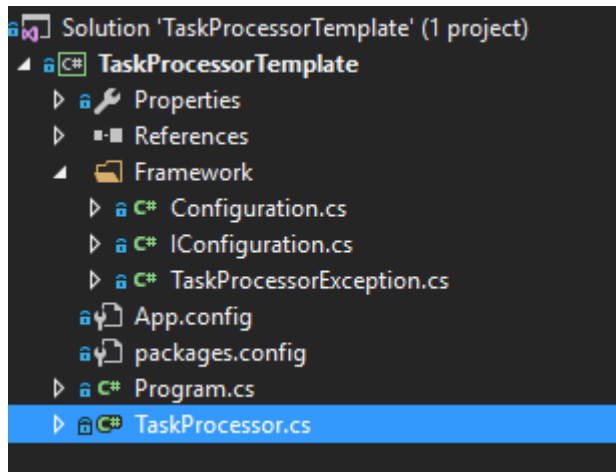 Solution 'TaskProcessorTemplate' (1 project)
C# TaskProcessorTemplate
Properties
References
Framework
C# Configuration.cs
C# IConfiguration.cs
C# TaskProcessorException.cs
App.config
packages.config
C# Program.cs
C# TaskProcessor.cs